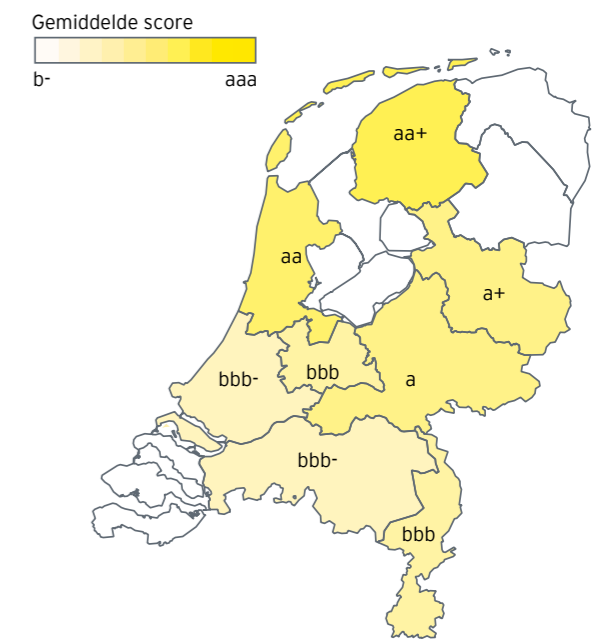 Gemiddelde score
b- aaa
aa+
aa
a+
bbb- bbb a
bbb-
bbb